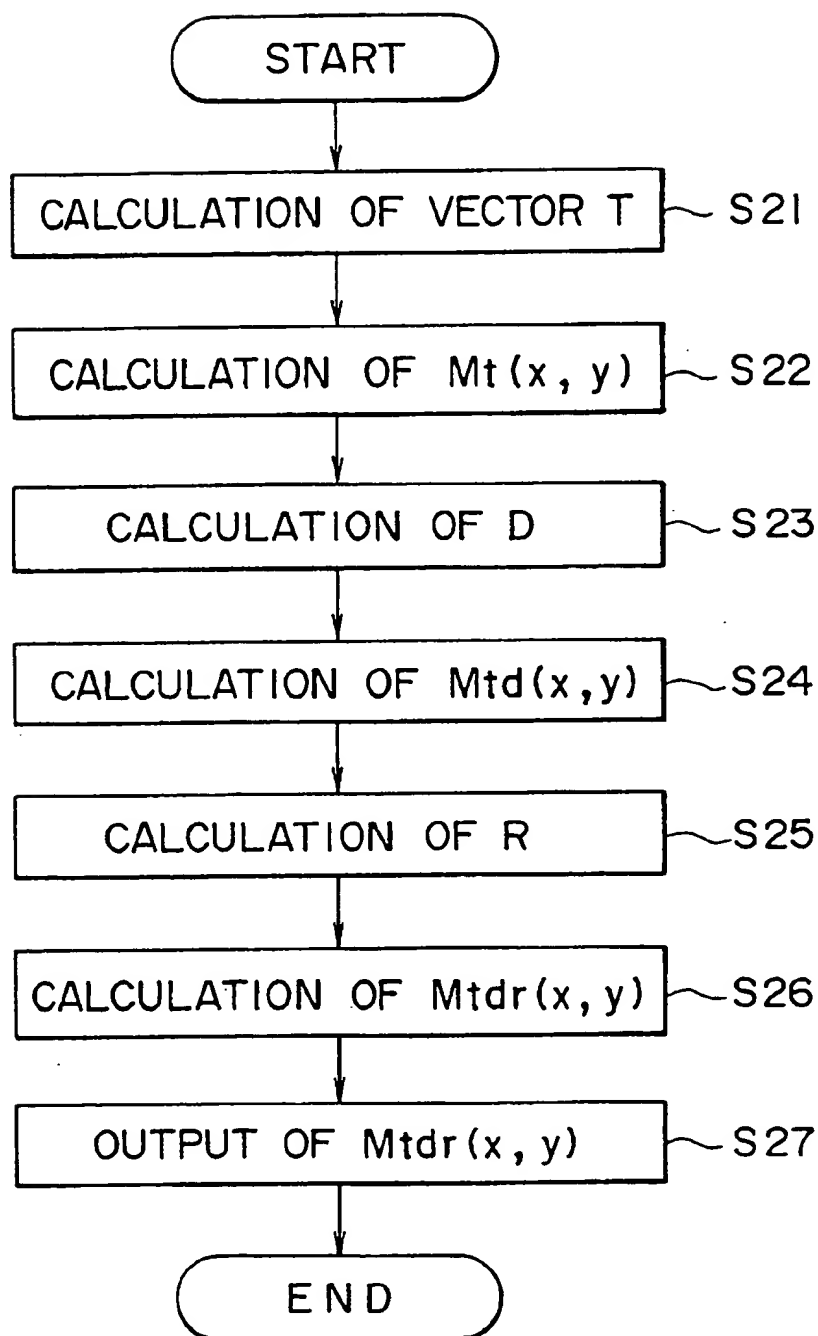 START
CALCULATION OF VECTOR T S21
CALCULATION OF Mt(x, y) S22
CALCULATION OF D S23
CALCULATION OF Mtd(x,y) S24
CALCULATION OF R S25
CALCULATION OF Mtdr(x, y) S26
OUTPUT OF Mtdr(x, y) S27
END